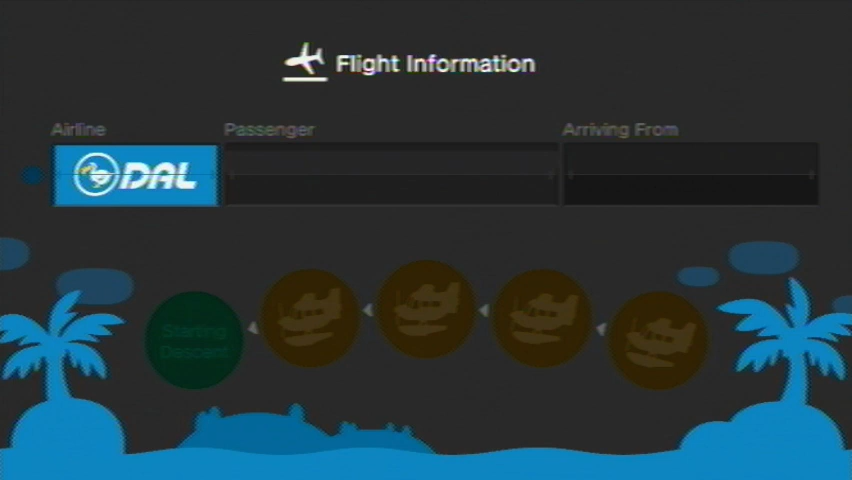 Flight Information
Airline
Passenger
Arriving From
DAL
Starting
Descent